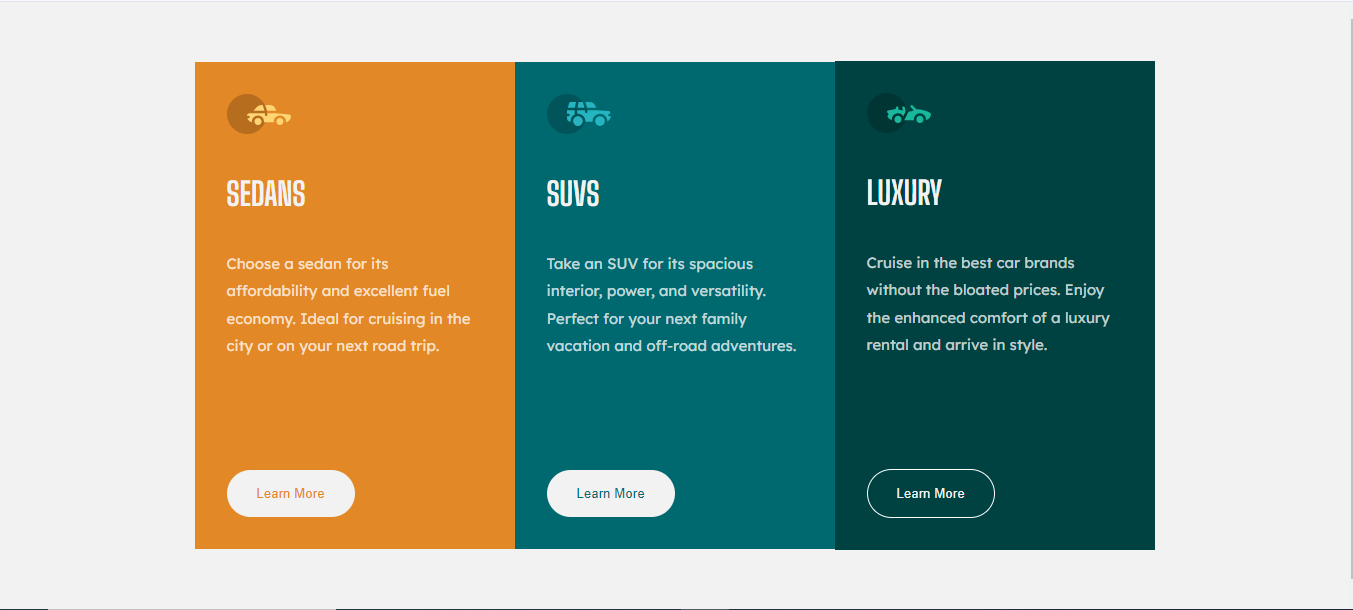 SEDANS
Choose a sedan for its
affordability and excellent fuel
economy. Ideal for cruising in the
city or on your next road trip.
Learn More
SUVS
Take an SUV for its spacious
interior, power, and versatility.
Perfect for your next family
vacation and off-road adventures.
Learn More
LUXURY
Cruise in the best car brands
without the bloated prices. Enjoy
the enhanced comfort of a luxury
rental and arrive in style.
Learn More